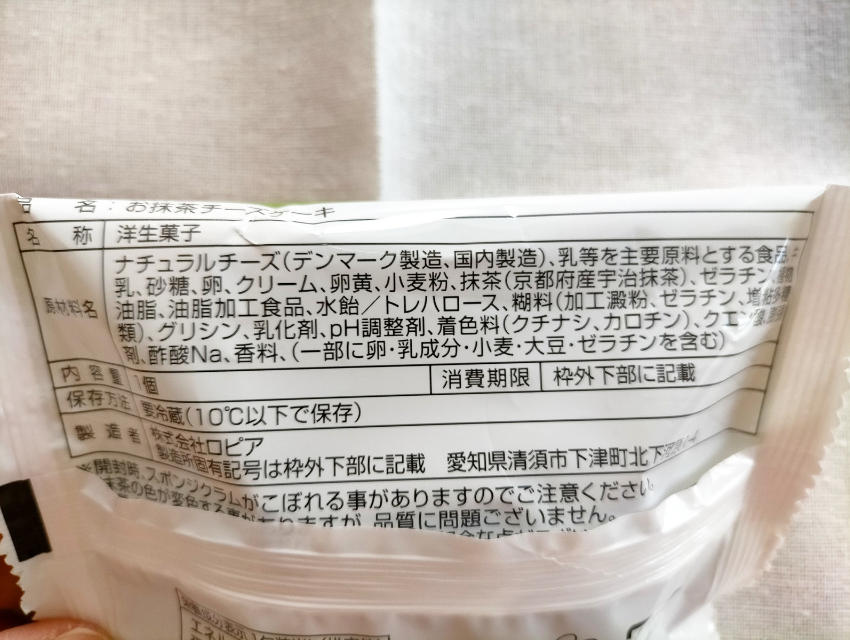 名：お抹茶チーズケーキ
名 称 洋生菓子
ナチュラルチーズ(デンマーク製造、国内製造)、乳等を主要原料とする食品、
乳、砂糖、卵、クリーム、卵黄、小麦粉、抹茶(京都府産宇治抹茶)、ゼラチン、
原材料名 油脂、油脂加工食品、水飴／トレハロース、糊料(加工澱粉、ゼラチン、増粘多糖
類)、グリシン、乳化剤、pH調整剤、着色料(クチナシ、カロチン)、クエン
剤、酢酸Na、香料、(一部に卵・乳成分・小麦・大豆・ゼラチンを含む)
内容量 1個 消費期限 枠外下部に記載
保存方法 要冷蔵(10℃以下で保存)
製造者 株式会社ロピア
製造所固有記号は枠外下部に記載 愛知県清須市下津町北下
※開封時、スポンジクラムがこぼれる事がありますのでご注意ください
抹茶の色が変色する事がありますが、品質に問題ございません。